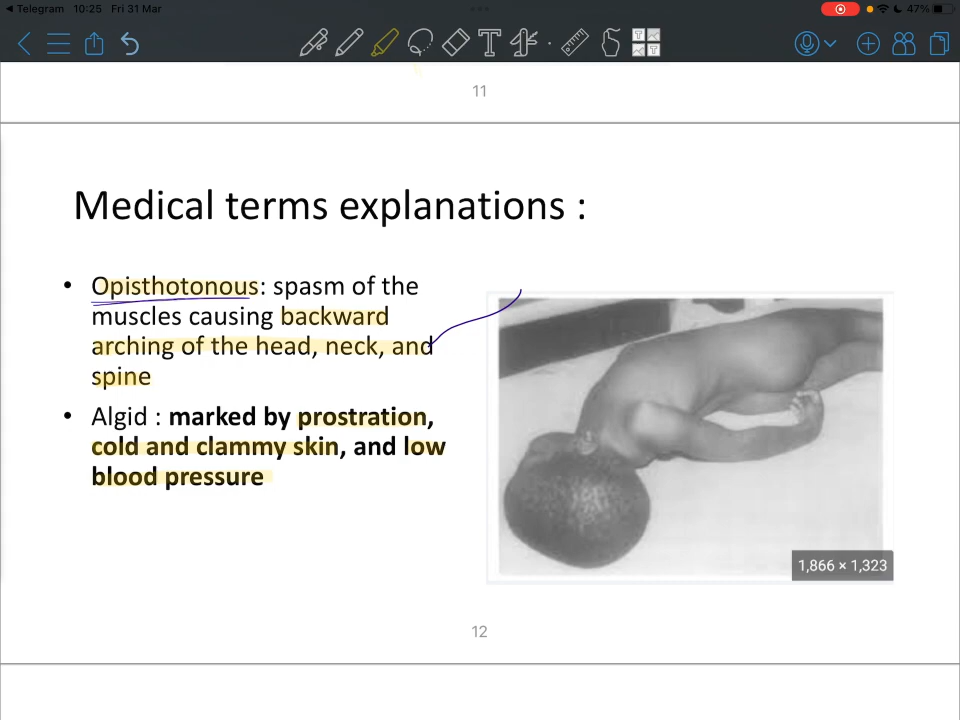 Telegram 10:25 Fri 31 Mar
47%
11
Medical terms explanations :
• Opisthotonous: spasm of the
muscles causing backward
arching of the head, neck, and
spine
• Algid : marked by prostration,
cold and clammy skin, and low
blood pressure
1,866 × 1,323
12